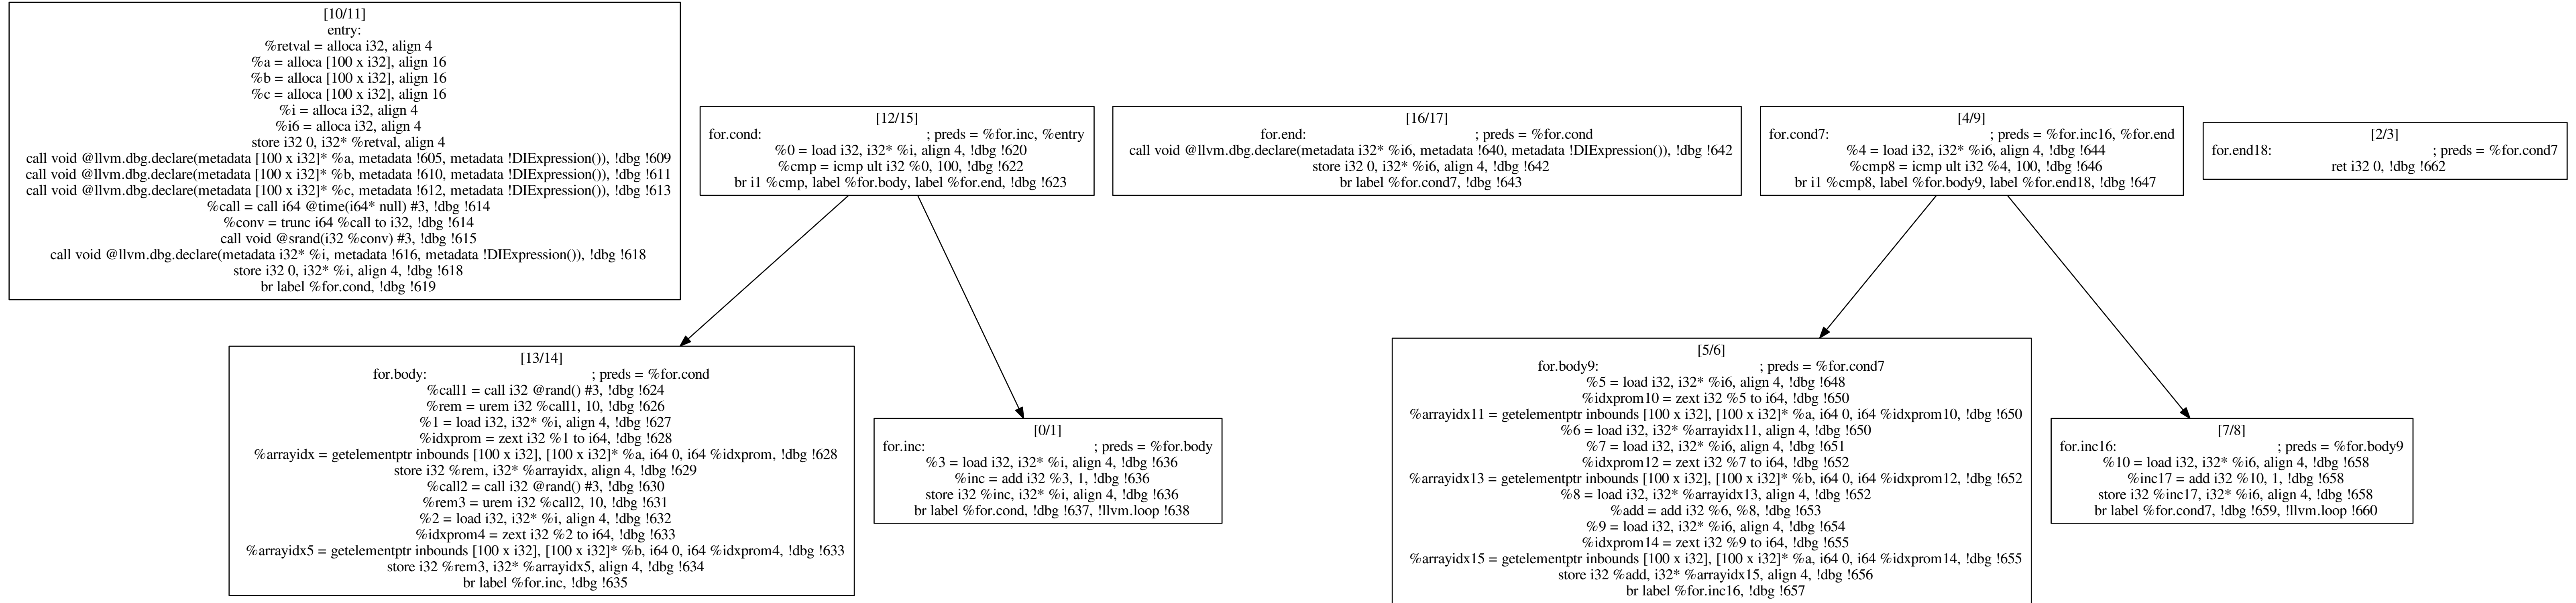 [10/11]
entry:
%retval = alloca i32, align 4
%a = alloca [100 x i32], align 16
%b = alloca [100 x i32], align 16
%c = alloca [100 x i32], align 16
%i = alloca i32, align 4
%i6 = alloca i32, align 4
store i32 0, i32* %retval, align 4
call void @llvm.dbg.declare(metadata [100 x i32]* %a, metadata !605, metadata !DIExpression()), !dbg !609
call void @llvm.dbg.declare(metadata [100 x i32]* %b, metadata !610, metadata !DIExpression()), !dbg !611
call void @llvm.dbg.declare(metadata [100 x i32]* %c, metadata !612, metadata !DIExpression()), !dbg !613
%call = call i64 @time(i64* null) #3, !dbg !614
%conv = trunc i64 %call to i32, !dbg !614
call void @srand(i32 %conv) #3, !dbg !615
call void @llvm.dbg.declare(metadata i32* %i, metadata !616, metadata !DIExpression()), !dbg !618
store i32 0, i32* %i, align 4, !dbg !618
br label %for.cond, !dbg !619
[12/15]
for.cond: ; preds = %for.inc, %entry
%0 = load i32, i32* %i, align 4, !dbg !620
%cmp = icmp ult i32 %0, 100, !dbg !622
br i1 %cmp, label %for.body, label %for.end, !dbg !623
[16/17]
for.end: ; preds = %for.cond
call void @llvm.dbg.declare(metadata i32* %i6, metadata !640, metadata !DIExpression()), !dbg !642
store i32 0, i32* %i6, align 4, !dbg !642
br label %for.cond7, !dbg !643
[4/9]
for.cond7: ; preds = %for.inc16, %for.end
%4 = load i32, i32* %i6, align 4, !dbg !644
%cmp8 = icmp ult i32 %4, 100, !dbg !646
br i1 %cmp8, label %for.body9, label %for.end18, !dbg !647
[2/3]
for.end18: ; preds = %for.cond7
ret i32 0, !dbg !662
[13/14]
for.body: ; preds = %for.cond
%call1 = call i32 @rand() #3, !dbg !624
%rem = urem i32 %call1, 10, !dbg !626
%1 = load i32, i32* %i, align 4, !dbg !627
%idxprom = zext i32 %1 to i64, !dbg !628
%arrayidx = getelementptr inbounds [100 x i32], [100 x i32]* %a, i64 0, i64 %idxprom, !dbg !628
store i32 %rem, i32* %arrayidx, align 4, !dbg !629
%call2 = call i32 @rand() #3, !dbg !630
%rem3 = urem i32 %call2, 10, !dbg !631
%2 = load i32, i32* %i, align 4, !dbg !632
%idxprom4 = zext i32 %2 to i64, !dbg !633
%arrayidx5 = getelementptr inbounds [100 x i32], [100 x i32]* %b, i64 0, i64 %idxprom4, !dbg !633
store i32 %rem3, i32* %arrayidx5, align 4, !dbg !634
br label %for.inc, !dbg !635
[0/1]
for.inc: ; preds = %for.body
%3 = load i32, i32* %i, align 4, !dbg !636
%inc = add i32 %3, 1, !dbg !636
store i32 %inc, i32* %i, align 4, !dbg !636
br label %for.cond, !dbg !637, !llvm.loop !638
[5/6]
for.body9: ; preds = %for.cond7
%5 = load i32, i32* %i6, align 4, !dbg !648
%idxprom10 = zext i32 %5 to i64, !dbg !650
%arrayidx11 = getelementptr inbounds [100 x i32], [100 x i32]* %a, i64 0, i64 %idxprom10, !dbg !650
%6 = load i32, i32* %arrayidx11, align 4, !dbg !650
%7 = load i32, i32* %i6, align 4, !dbg !651
%idxprom12 = zext i32 %7 to i64, !dbg !652
%arrayidx13 = getelementptr inbounds [100 x i32], [100 x i32]* %b, i64 0, i64 %idxprom12, !dbg !652
%8 = load i32, i32* %arrayidx13, align 4, !dbg !652
%add = add i32 %6, %8, !dbg !653
%9 = load i32, i32* %i6, align 4, !dbg !654
%idxprom14 = zext i32 %9 to i64, !dbg !655
%arrayidx15 = getelementptr inbounds [100 x i32], [100 x i32]* %a, i64 0, i64 %idxprom14, !dbg !655
store i32 %add, i32* %arrayidx15, align 4, !dbg !656
br label %for.inc16, !dbg !657
[7/8]
for.inc16: ; preds = %for.body9
%10 = load i32, i32* %i6, align 4, !dbg !658
%inc17 = add i32 %10, 1, !dbg !658
store i32 %inc17, i32* %i6, align 4, !dbg !658
br label %for.cond7, !dbg !659, !llvm.loop !660